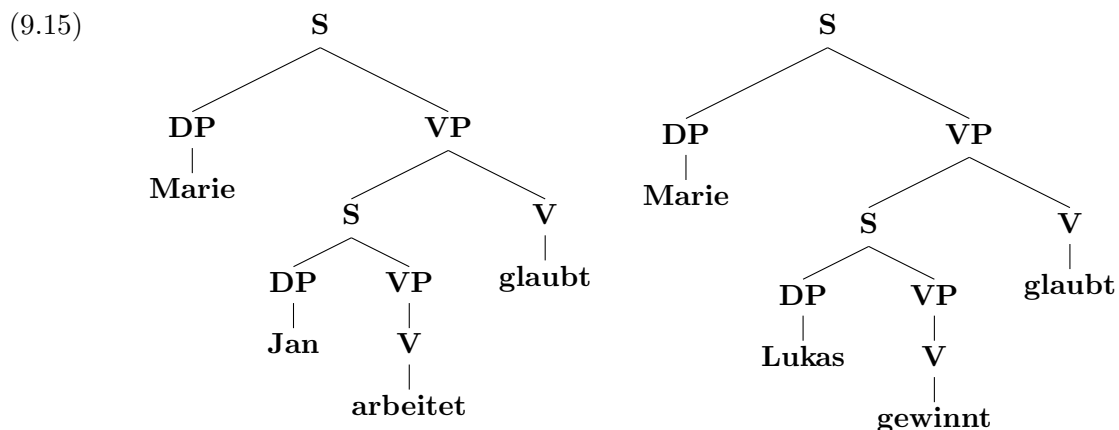 (9.15) S S
DP VP DP VP
Marie Marie
S V S V
DP VP glaubt DP VP glaubt
Jan V Lukas V
arbeitet gewinnt